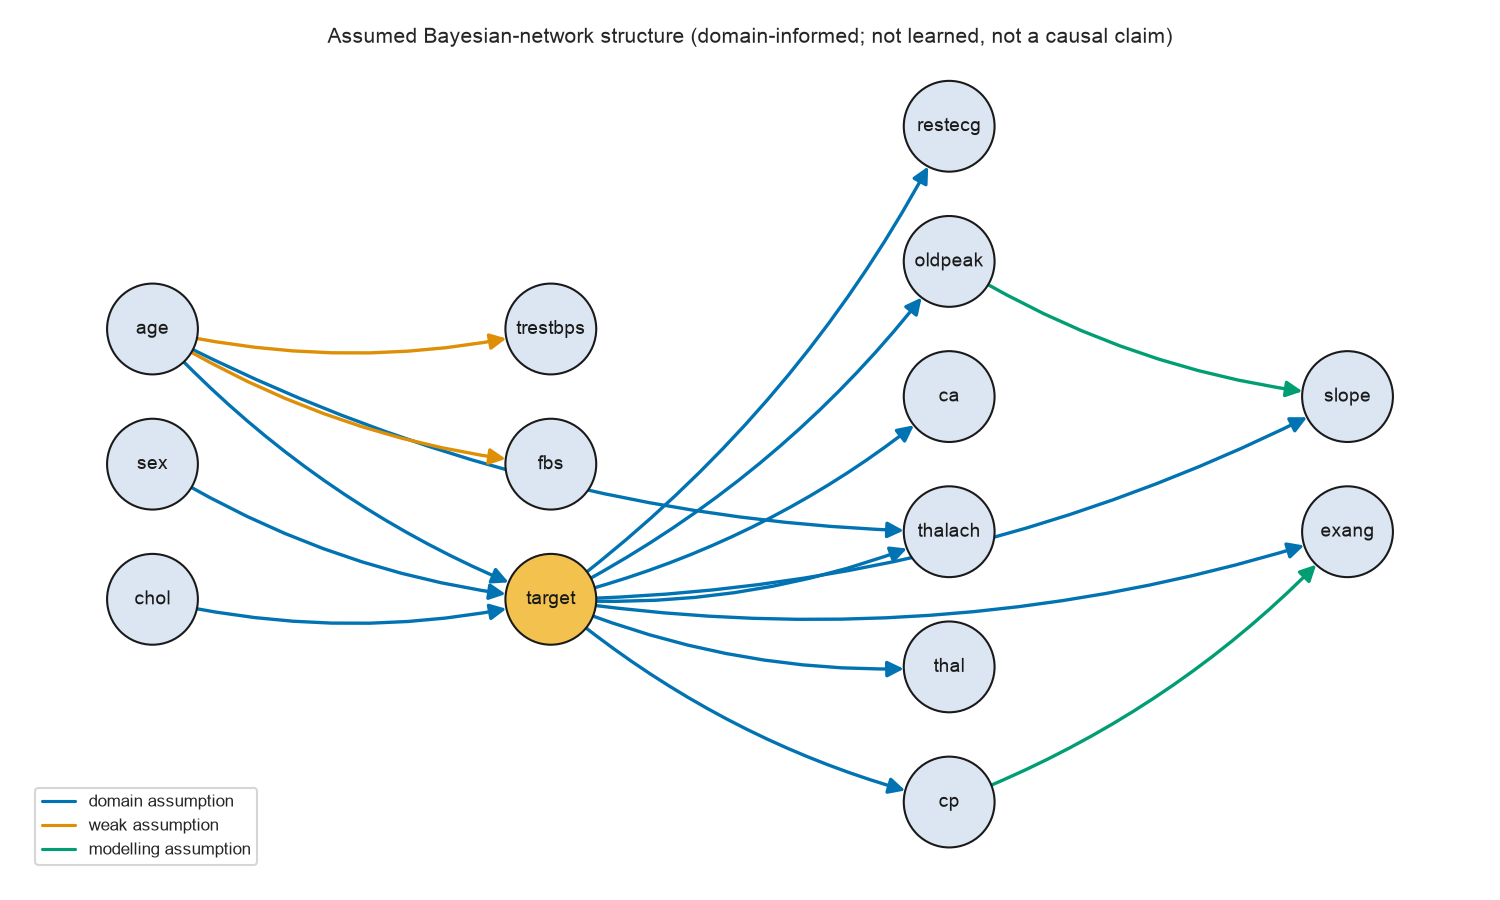 Assumed Bayesian-network structure (domain-informed; not learned, not a causal claim)
restecg
oldpeak
age
trestbps
ca
slope
sex
fbs
thalach
exang
chol
target
thal
cp
domain assumption
weak assumption
modelling assumption